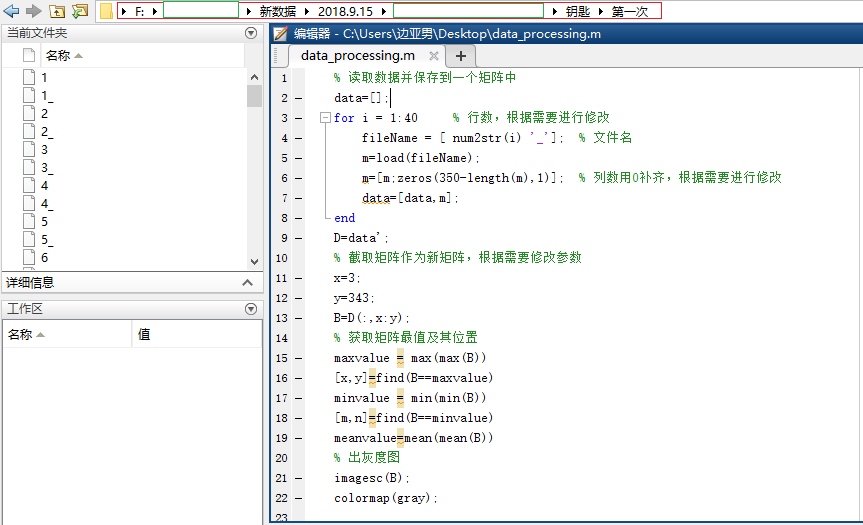 F: 新数据 2018.9.15 钥匙 第一次
当前文件夹
名称
1
1_
2
2_
3
3_
4
4_
5
5_
6
详细信息
工作区
名称 值
编辑器 - C:\Users\边亚男\Desktop\data_processing.m
data_processing.m
1 % 读取数据并保存到一个矩阵中
2 data=[];
3 for i = 1:40 % 行数，根据需要进行修改
4 fileName = [ num2str(i) '_']; % 文件名
5 m=load(fileName);
6 m=[m;zeros(350-length(m),1)]; % 列数用0补齐，根据需要进行修改
7 data=[data,m];
8 end
9 D=data';
10 % 截取矩阵作为新矩阵，根据需要修改参数
11 x=3;
12 y=343;
13 B=D(:,x:y);
14 % 获取矩阵最值及其位置
15 maxvalue = max(max(B))
16 [x,y]=find(B==maxvalue)
17 minvalue = min(min(B))
18 [m,n]=find(B==minvalue)
19 meanvalue=mean(mean(B))
20 % 出灰度图
21 imagesc(B);
22 colormap(gray);
23